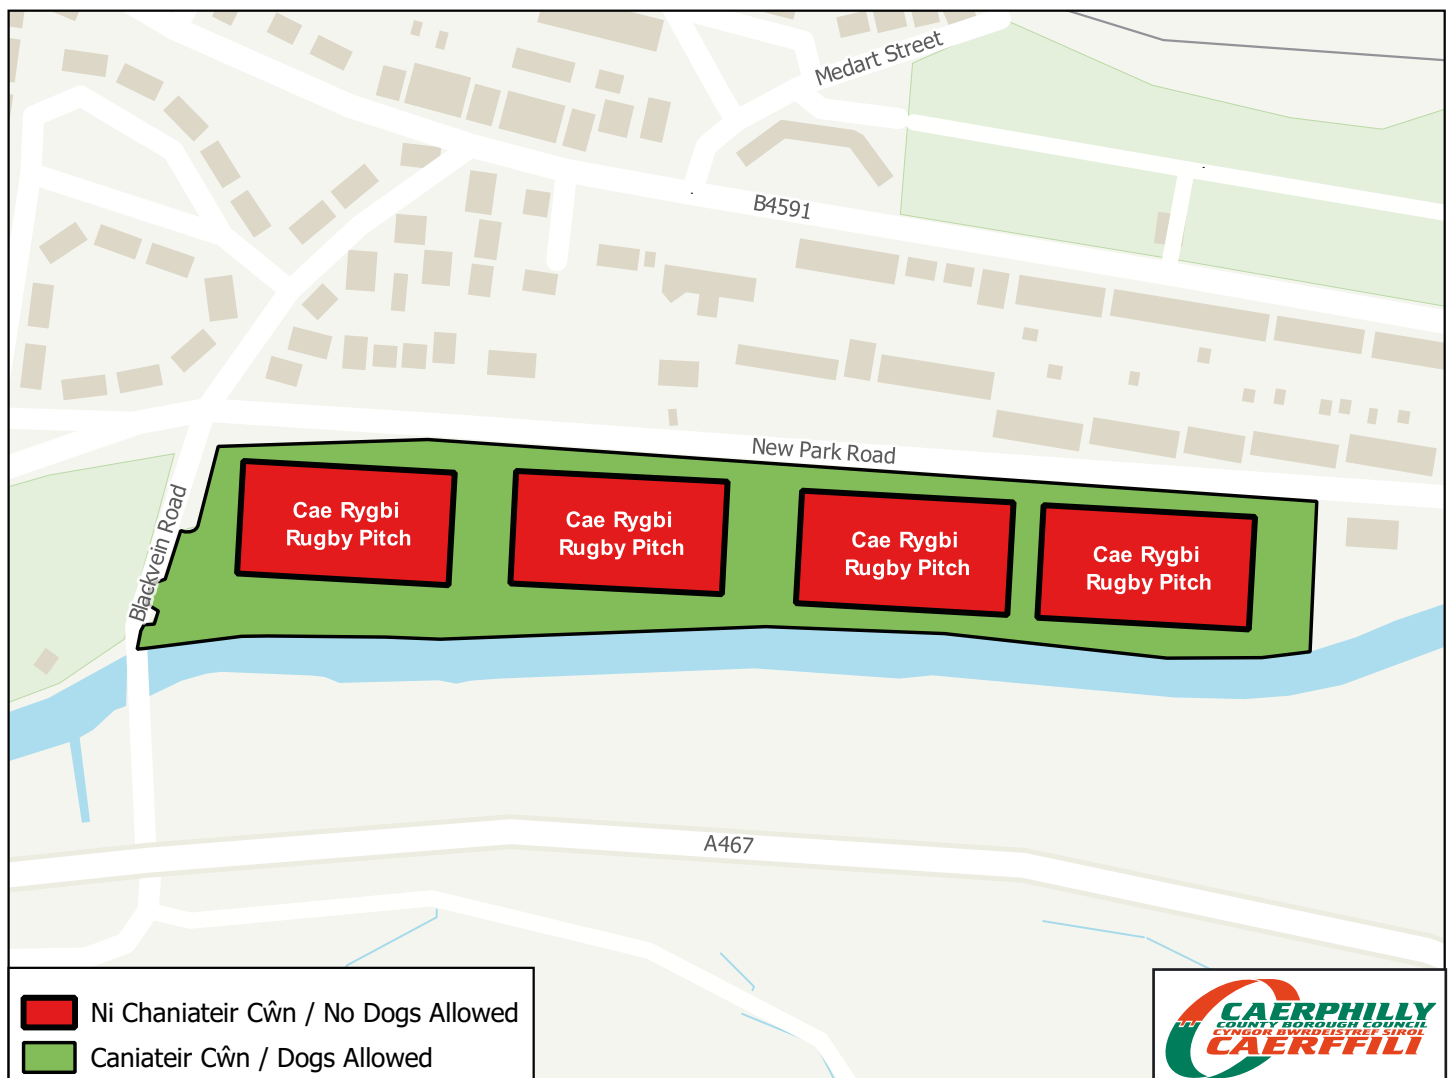 Medart Street
B4591
New Park Road
Blackvein Road
Cae Rygbi
Rugby Pitch
Cae Rygbi
Rugby Pitch
Cae Rygbi
Rugby Pitch
Cae Rygbi
Rugby Pitch
A467
Ni Chaniateir Cŵn / No Dogs Allowed
Caniateir Cŵn / Dogs Allowed
CAERPHILLY
COUNTY BOROUGH COUNCIL
CYNGOR BWRDEISTREF SIROL
CAERFFILI